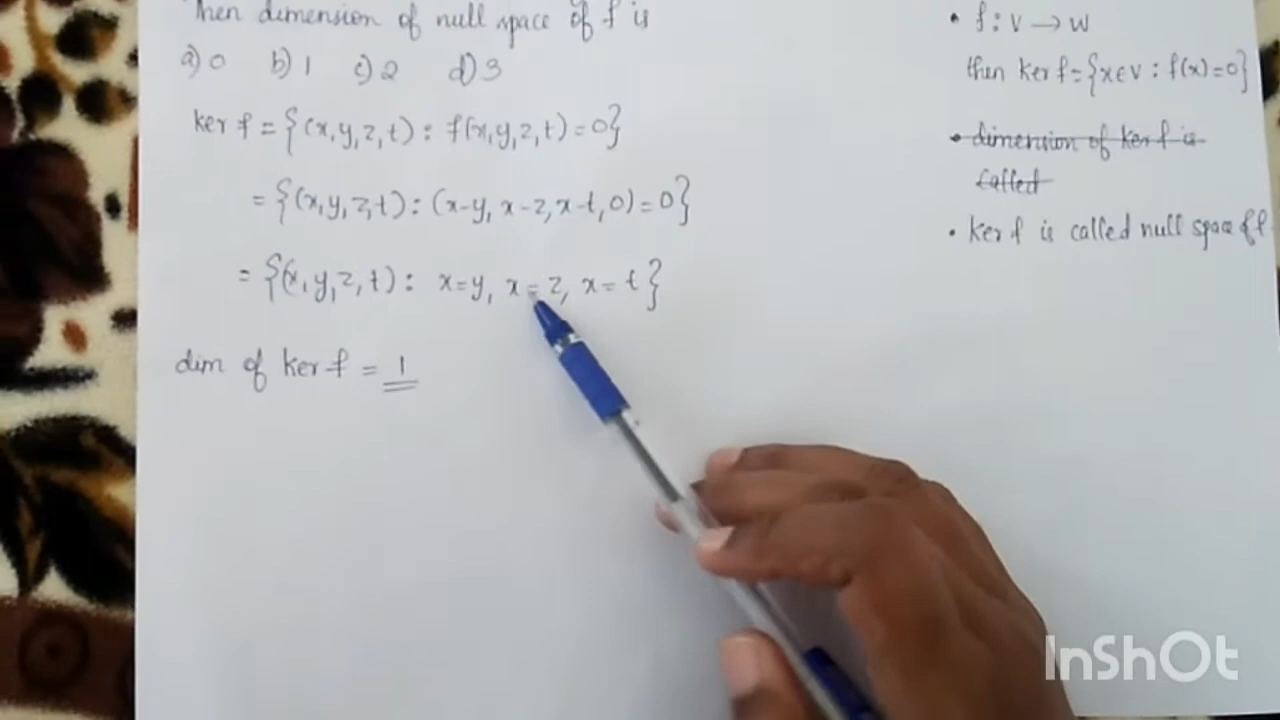 Then dimension of null space of f is
a) 0 b) 1 c) 2 d) 3
ker f = {(x,y,z,t) : f(x,y,z,t) = 0}
= {(x,y,z,t) : (x-y, x-z, x-t, 0) = 0}
= {(x,y,z,t) : x=y, x=z, x=t}
dim of ker f = 1
• f : V → W
then ker f = {x∈V : f(x)=0}
• dimension of ker f is
called
• ker f is called null space of f
InShOt